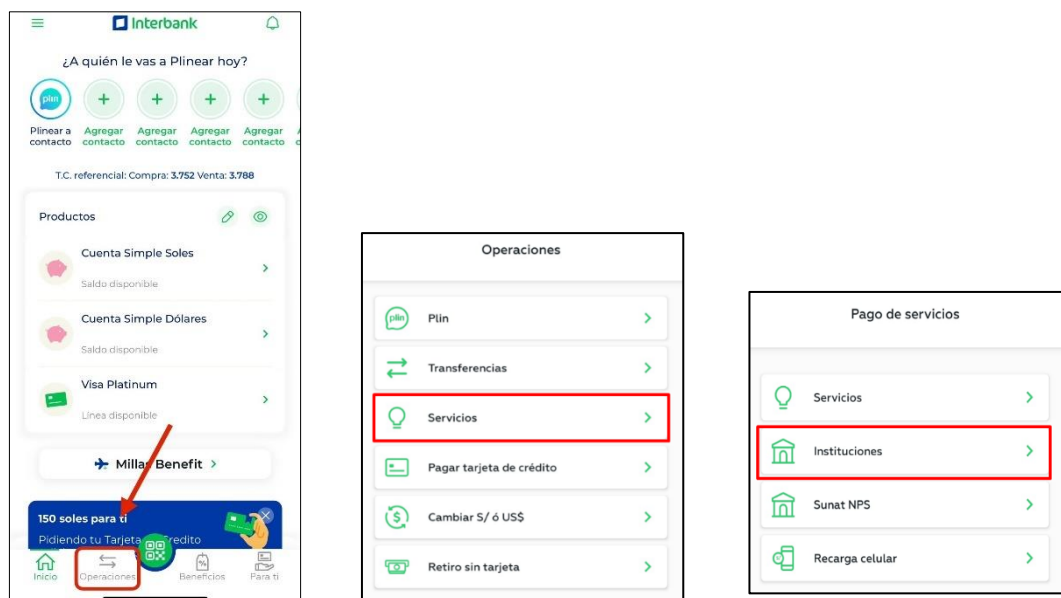 Interbank
¿A quién le vas a Plinear hoy?
plin
Plinear a contacto
Agregar contacto
Agregar contacto
Agregar contacto
Agregar contacto
T.C. referencial: Compra: 3.752 Venta: 3.788
Productos
Cuenta Simple Soles
Saldo disponible
Cuenta Simple Dólares
Saldo disponible
Visa Platinum
Línea disponible
Millas Benefit
150 soles para ti
Pidiendo tu Tarjeta Credito
Inicio
Operaciones
Beneficios
Para ti
Operaciones
plin
Plin
Transferencias
Servicios
Pagar tarjeta de crédito
Cambiar S/ ó US$
Retiro sin tarjeta
Pago de servicios
Servicios
Instituciones
Sunat NPS
Recarga celular